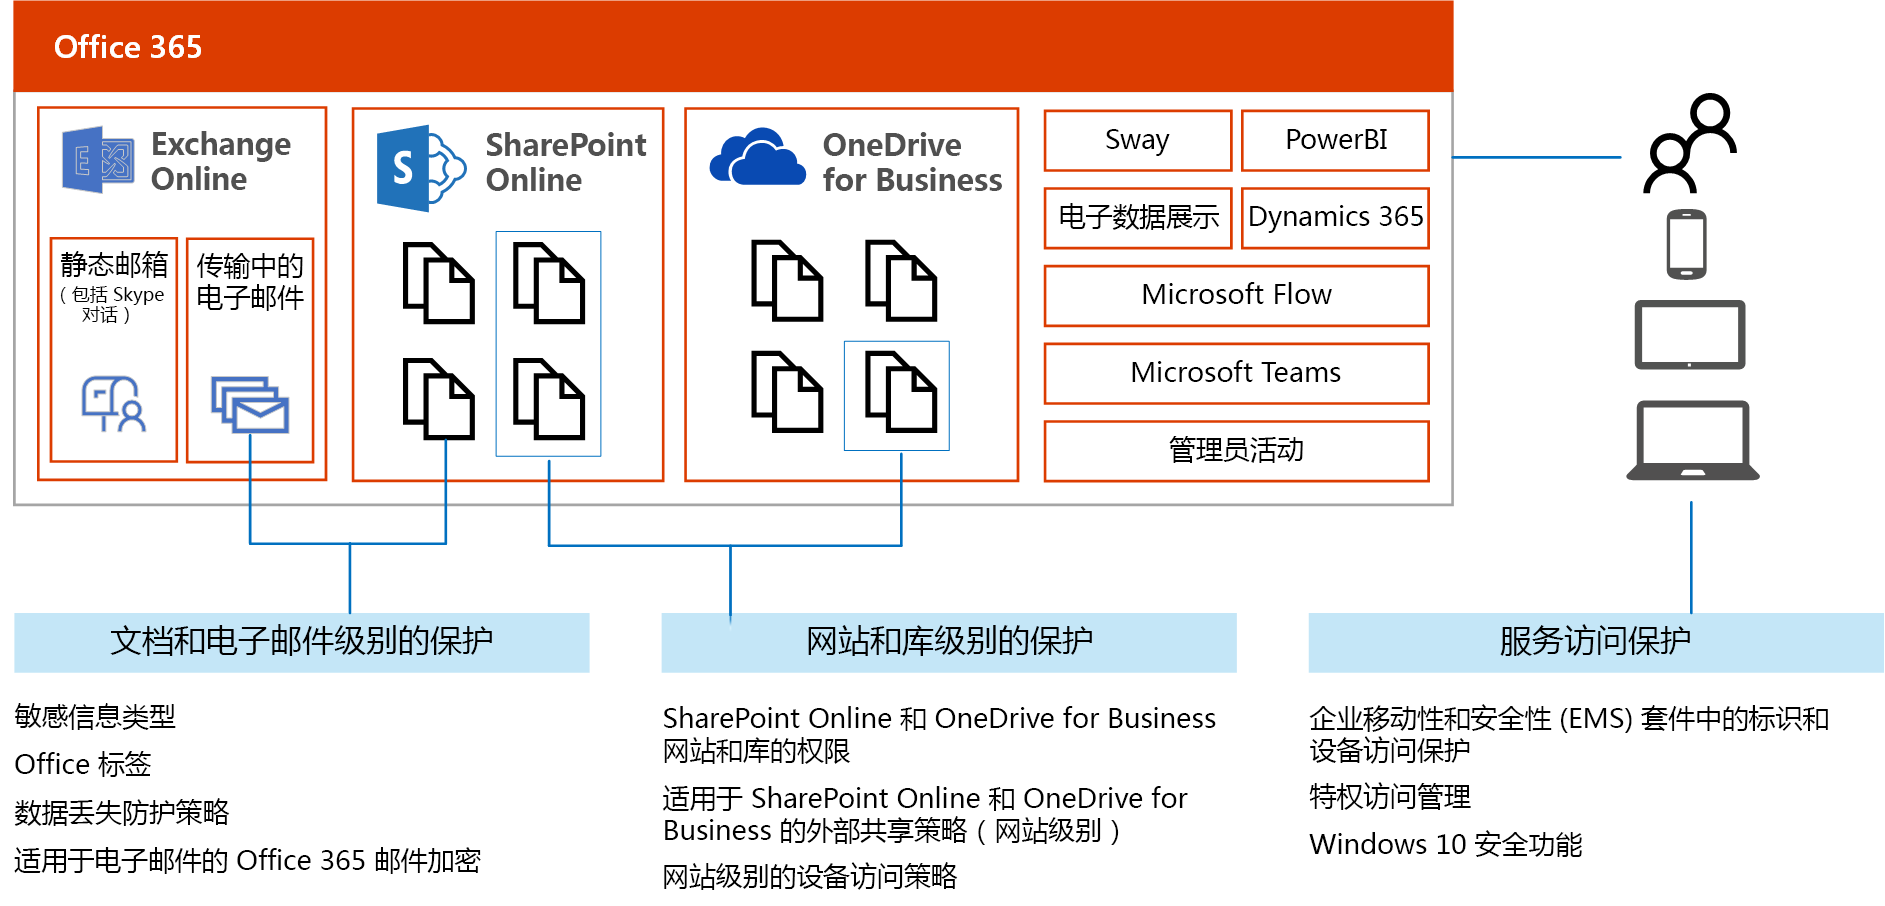 Office 365
Exchange
Online
静态邮箱
（包括 Skype
对话）
传输中的
电子邮件
SharePoint
Online
OneDrive
for Business
Sway
PowerBI
电子数据展示
Dynamics 365
Microsoft Flow
Microsoft Teams
管理员活动
文档和电子邮件级别的保护
敏感信息类型
Office 标签
数据丢失防护策略
适用于电子邮件的 Office 365 邮件加密
网站和库级别的保护
SharePoint Online 和 OneDrive for Business
网站和库的权限
适用于 SharePoint Online 和 OneDrive for
Business 的外部共享策略（网站级别）
网站级别的设备访问策略
服务访问保护
企业移动性和安全性 (EMS) 套件中的标识和
设备访问保护
特权访问管理
Windows 10 安全功能